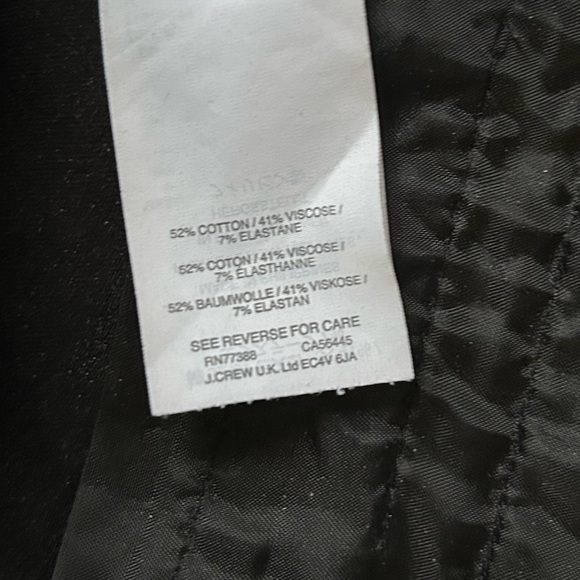 52% COTTON / 41% VISCOSE /
7% ELASTANE
52% COTON / 41% VISCOSE /
7% ÉLASTHANNE
52% BAUMWOLLE / 41% VISKOSE /
7% ELASTAN
SEE REVERSE FOR CARE
RN77388 CA56445
J.CREW U.K. Ltd EC4V 6JA